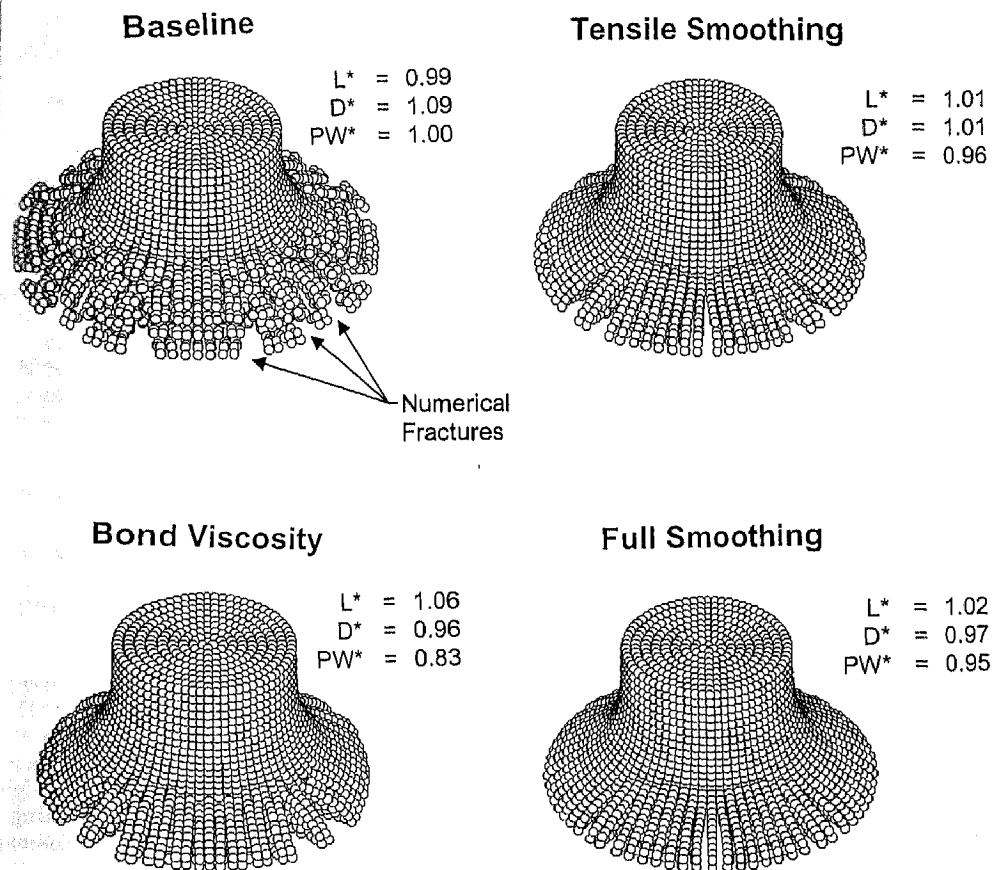 Baseline
L* = 0.99
D* = 1.09
PW* = 1.00
Tensile Smoothing
L* = 1.01
D* = 1.01
PW* = 0.96
Numerical
Fractures
Bond Viscosity
L* = 1.06
D* = 0.96
PW* = 0.83
Full Smoothing
L* = 1.02
D* = 0.97
PW* = 0.95